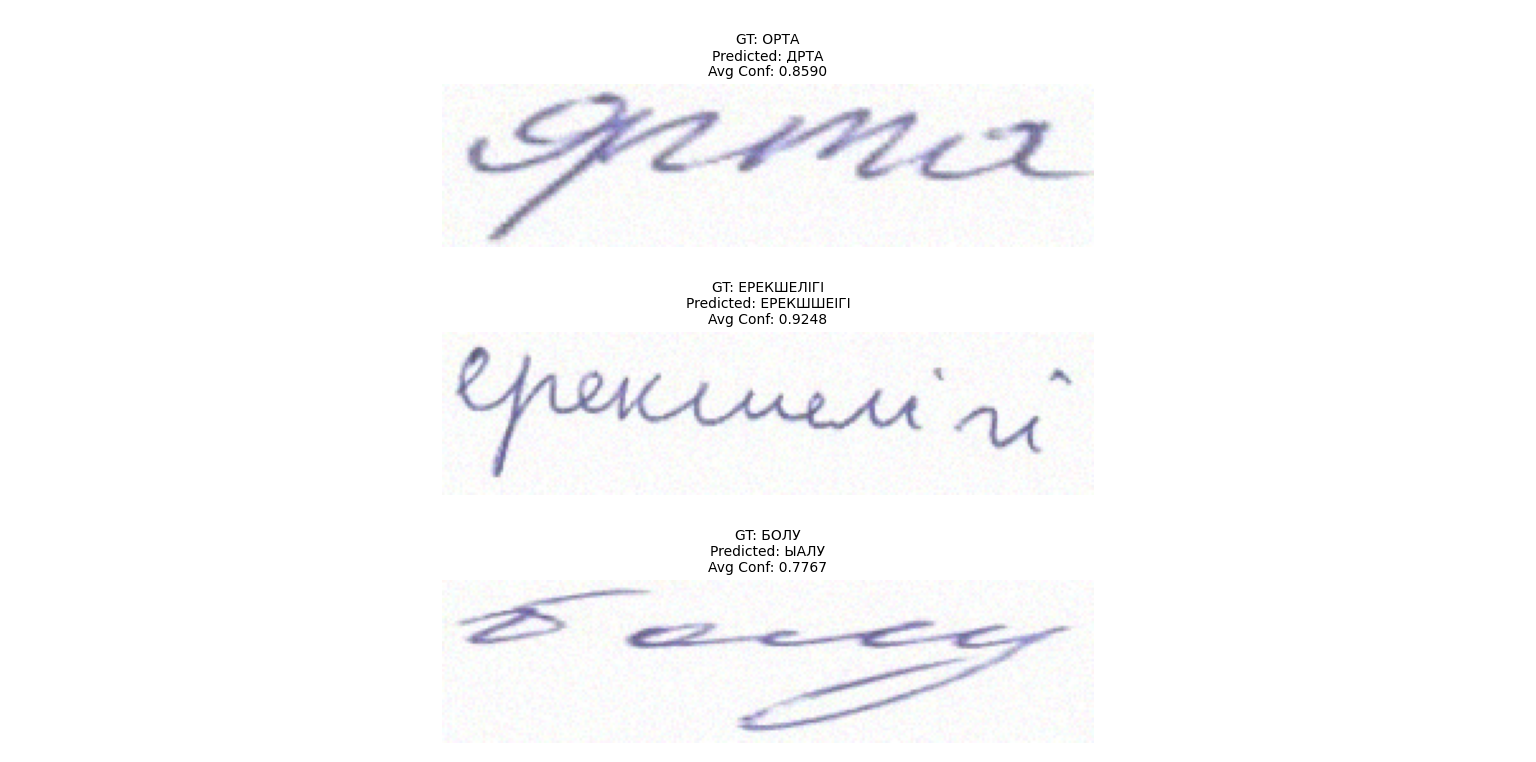 GT: ОРТА
Predicted: ДРТА
Avg Conf: 0.8590
орта
GT: ЕРЕКШЕЛІГІ
Predicted: ЕРЕКШШЕІГІ
Avg Conf: 0.9248
ерекшелігі
GT: БОЛУ
Predicted: ЫАЛУ
Avg Conf: 0.7767
болу